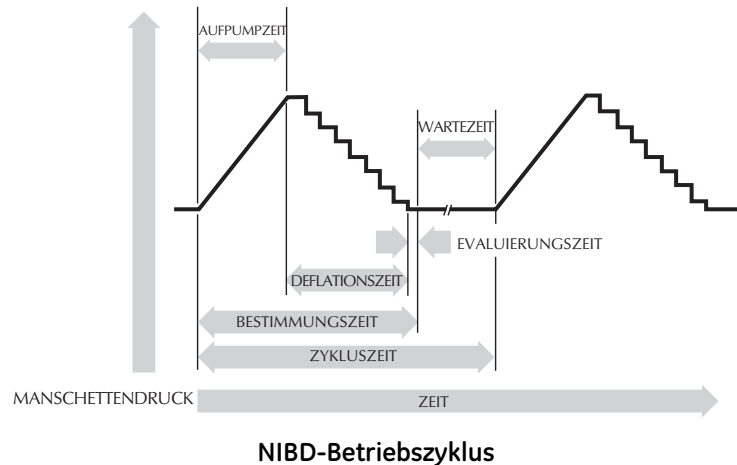 AUFPUMPZEIT
WARTEZEIT
EVALUIERUNGSZEIT
DEFLATIONSZEIT
BESTIMMUNGSZEIT
ZYKLUSZEIT
MANSCHETTENDRUCK
ZEIT
NIBD-Betriebszyklus